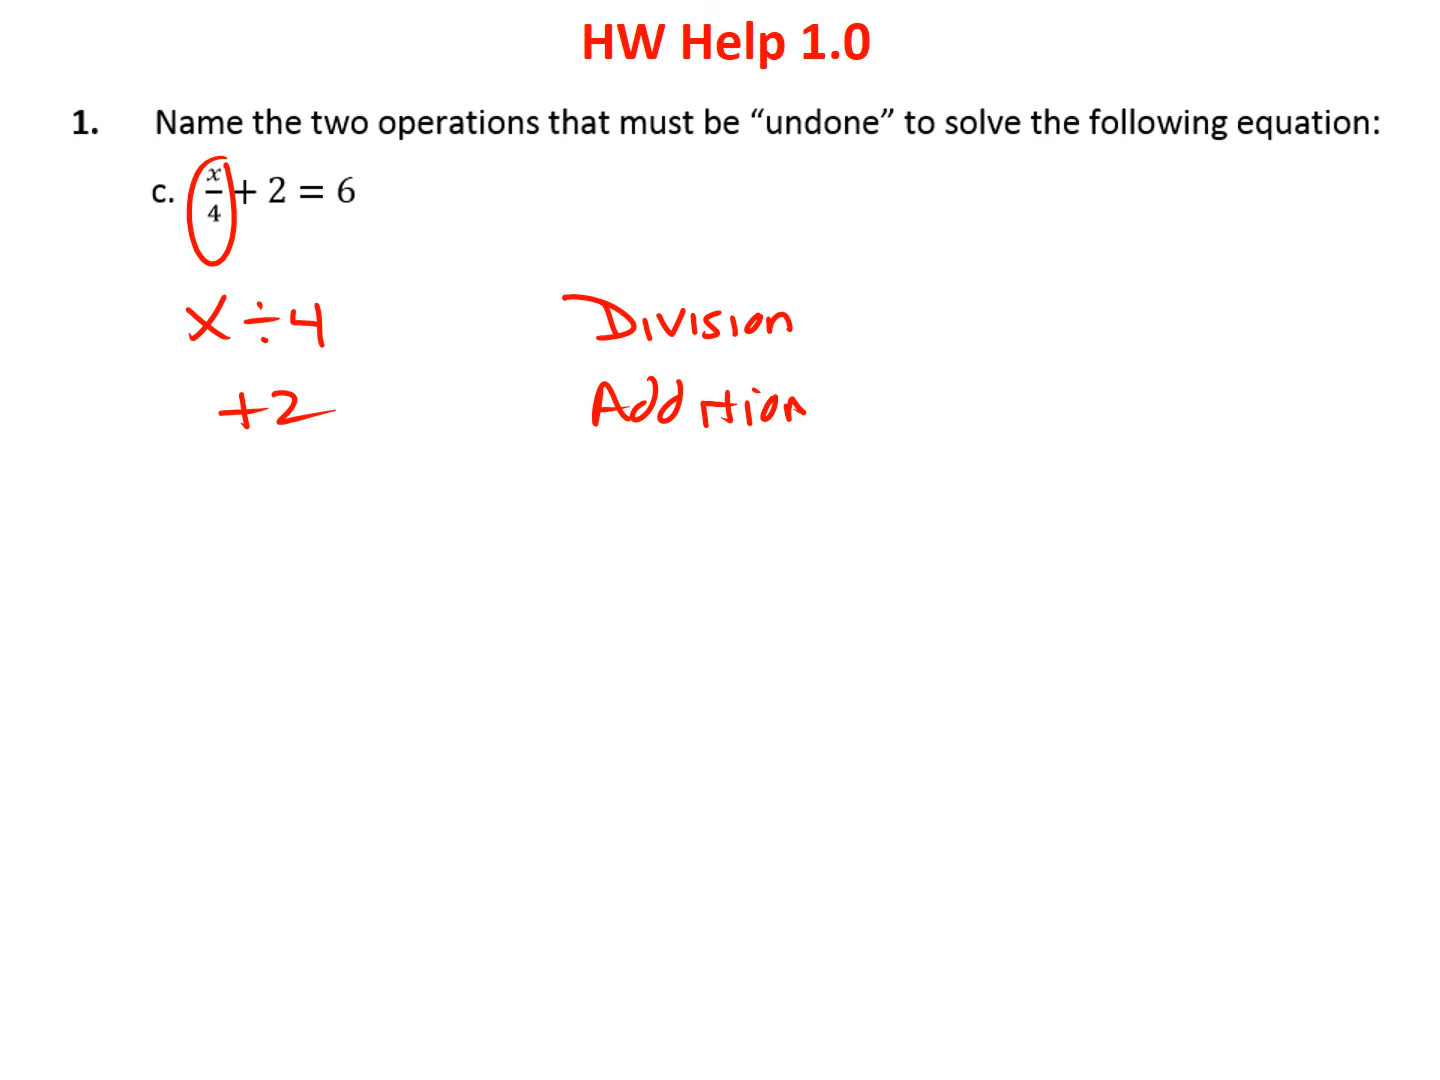 HW Help 1.0
1. Name the two operations that must be “undone” to solve the following equation:
c. x/4 + 2 = 6
x ÷ 4 Division
+2 Addition